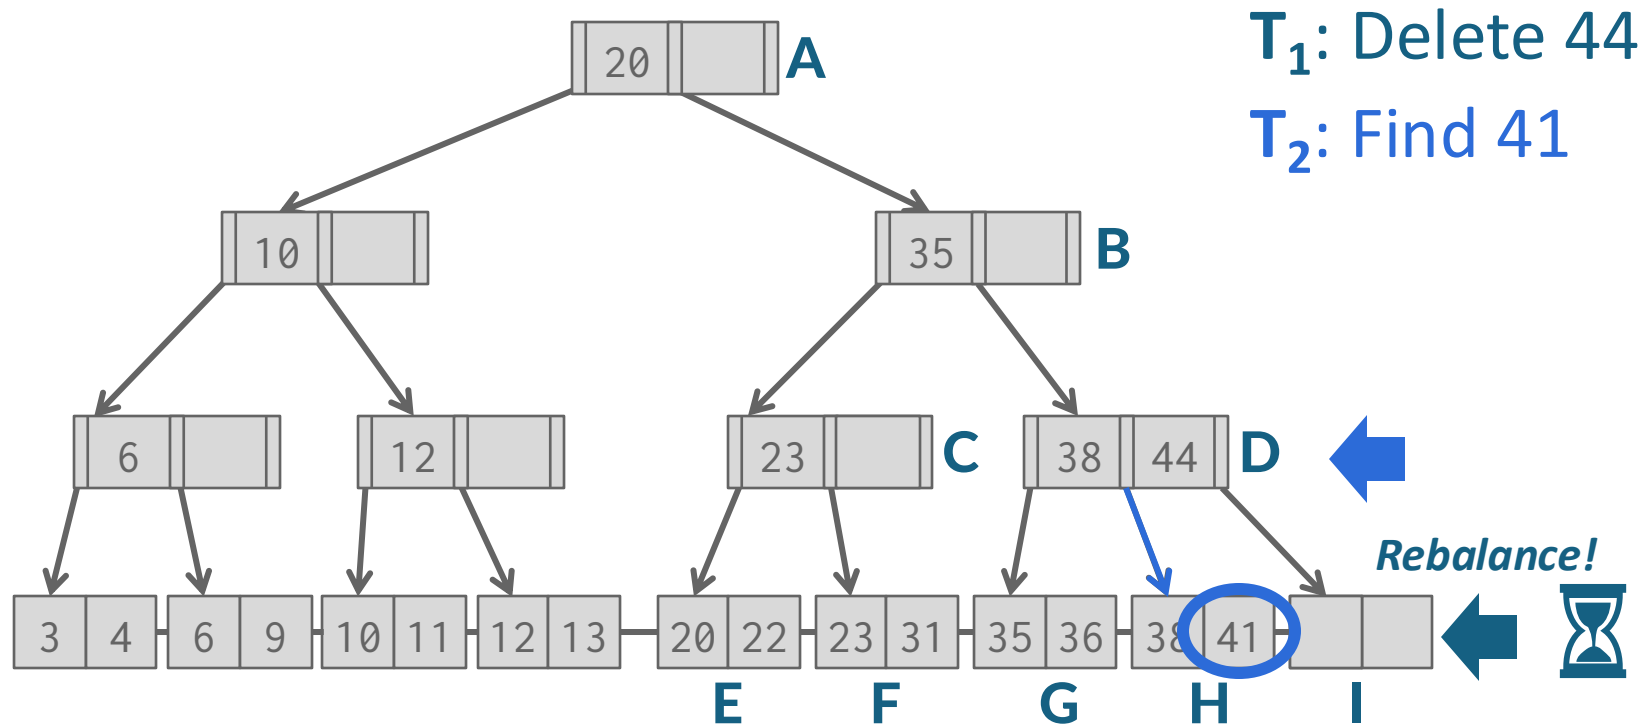 T1: Delete 44
T2: Find 41
20 A
10
35 B
6
12
23 C
38 44 D
Rebalance!
3 4 6 9 10 11 12 13 20 22 23 31 35 36 38 41
E F G H I